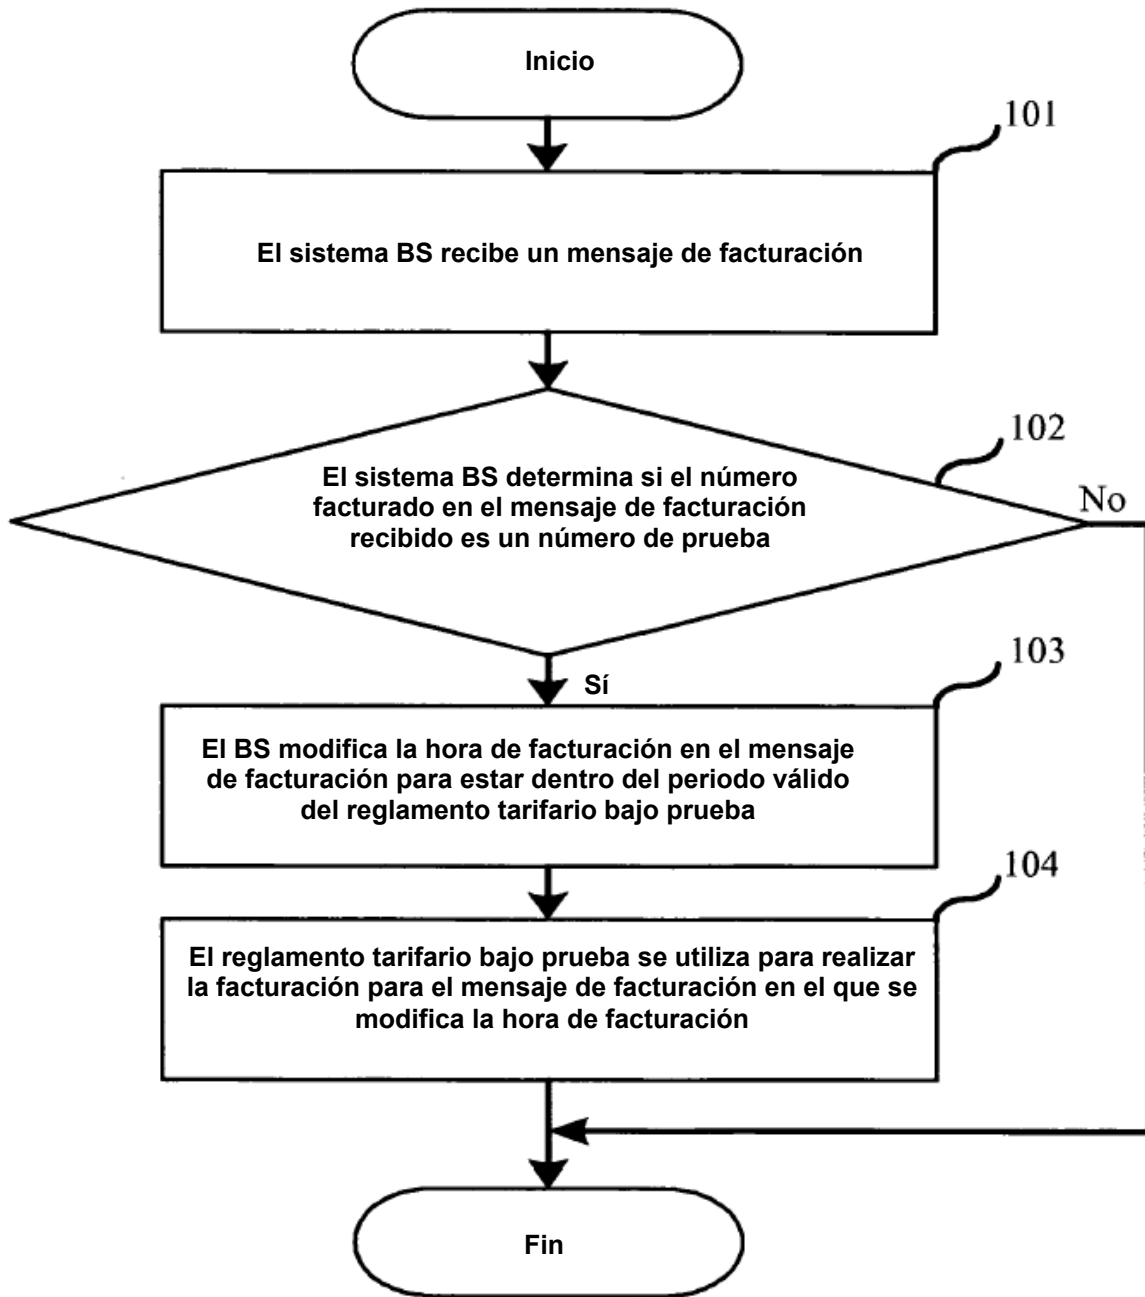 Inicio
101
El sistema BS recibe un mensaje de facturación
102
El sistema BS determina si el número
facturado en el mensaje de facturación
recibido es un número de prueba
No
Sí
103
El BS modifica la hora de facturación en el mensaje
de facturación para estar dentro del periodo válido
del reglamento tarifario bajo prueba
104
El reglamento tarifario bajo prueba se utiliza para realizar
la facturación para el mensaje de facturación en el que se
modifica la hora de facturación
Fin